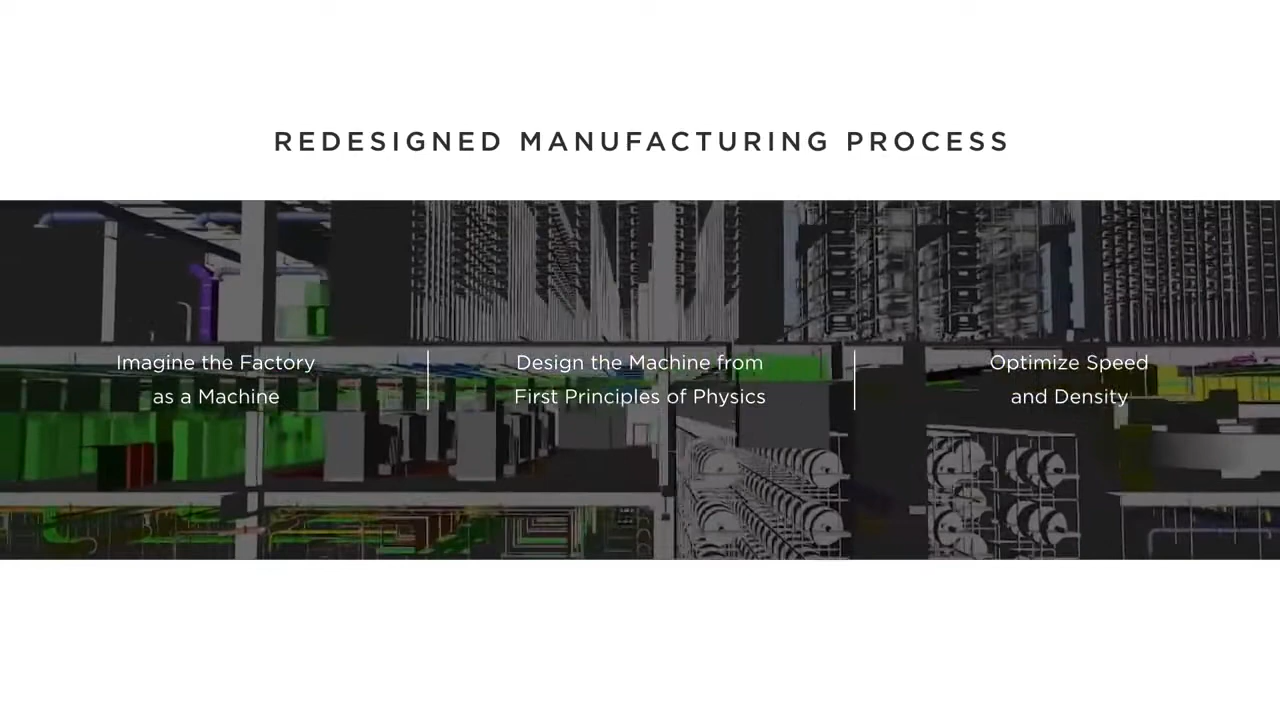 REDESIGNED MANUFACTURING PROCESS
Imagine the Factory
as a Machine
Design the Machine from
First Principles of Physics
Optimize Speed
and Density